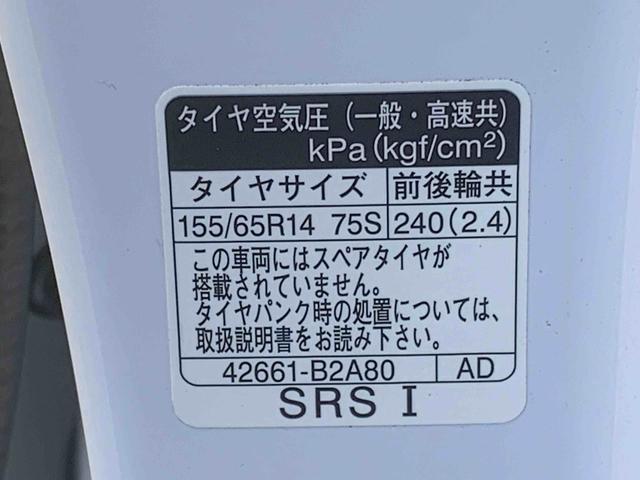 タイヤ空気圧（一般・高速共）
kPa(kgf/cm²)
タイヤサイズ 前後輪共
155/65R14 75S 240(2.4)
この車両にはスペアタイヤが
搭載されていません。
タイヤパンク時の処置については、
取扱説明書をお読み下さい。
42661-B2A80 AD
SRS I